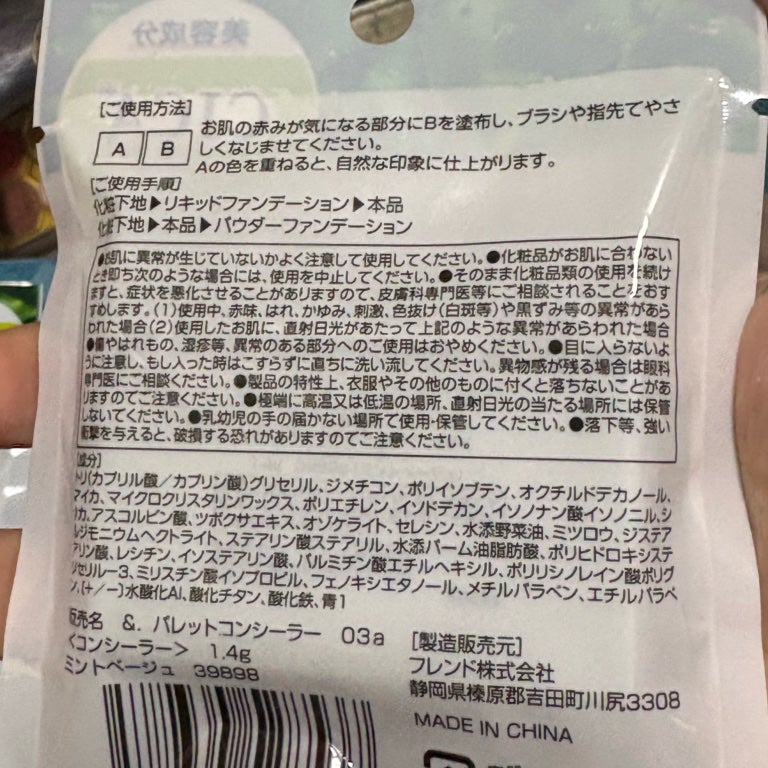 美容成分
[ご使用方法]
A B
お肌の赤みが気になる部分にBを塗布し、ブラシや指先でやさ
しくなじませてください。
Aの色を重ねると、自然な印象に仕上がります。
[ご使用手順]
化粧下地▶リキッドファンデーション▶本品
化粧下地▶本品▶パウダーファンデーション
●お肌に異常が生じていないかよく注意して使用してください。●化粧品がお肌に合わない
とき即ち次のような場合には、使用を中止してください。●そのまま化粧品類の使用を続け
ますと、症状を悪化させることがありますので、皮膚科専門医等にご相談されることをおす
すめします。(1)使用中、赤味、はれ、かゆみ、刺激、色抜け(白斑等)や黒ずみ等の異常があら
われた場合(2)使用したお肌に、直射日光があたって上記のような異常があらわれた場合
●傷やはれもの、湿疹等、異常のある部分へのご使用はおやめください。●目に入らないよ
うに注意し、もし入った時はこすらずに直ちに洗い流してください。異物感が残る場合は眼科
専門医にご相談ください。●製品の特性上、衣服やその他のものに付くと落ちないことがあ
りますのでご注意ください。●極端に高温又は低温の場所、直射日光の当たる場所には保管
しないでください。●乳幼児の手の届かない場所で使用・保管してください。●落下等、強い
衝撃を与えると、破損する恐れがありますのでご注意ください。
[成分]
トリ(カプリル酸/カプリン酸)グリセリル、ジメチコン、ポリイソブテン、オクチルドデカノール、
マイカ、マイクロクリスタリンワックス、ポリエチレン、イソドデカン、イソノナン酸イソノニル、シ
リカ、アスコルビン酸、ツボクサエキス、オゾケライト、セレシン、水添野菜油、ミツロウ、ジステア
ルジモニウムヘクトライト、ステアリン酸ステアリル、水添パーム油脂肪酸、ポリヒドロキシステ
アリン酸、レシチン、イソステアリン酸、パルミチン酸エチルヘキシル、ポリリシノレイン酸ポリグ
リセリルー3、ミリスチン酸イソプロピル、フェノキシエタノール、メチルパラベン、エチルパラベ
ン、(+/-)水酸化Al、酸化チタン、酸化鉄、青1
販売名 &. パレットコンシーラー 03a
<コンシーラー> 1.4g
ミントベージュ 39898
[製造販売元]
フレンド株式会社
静岡県榛原郡吉田町川尻3308
MADE IN CHINA